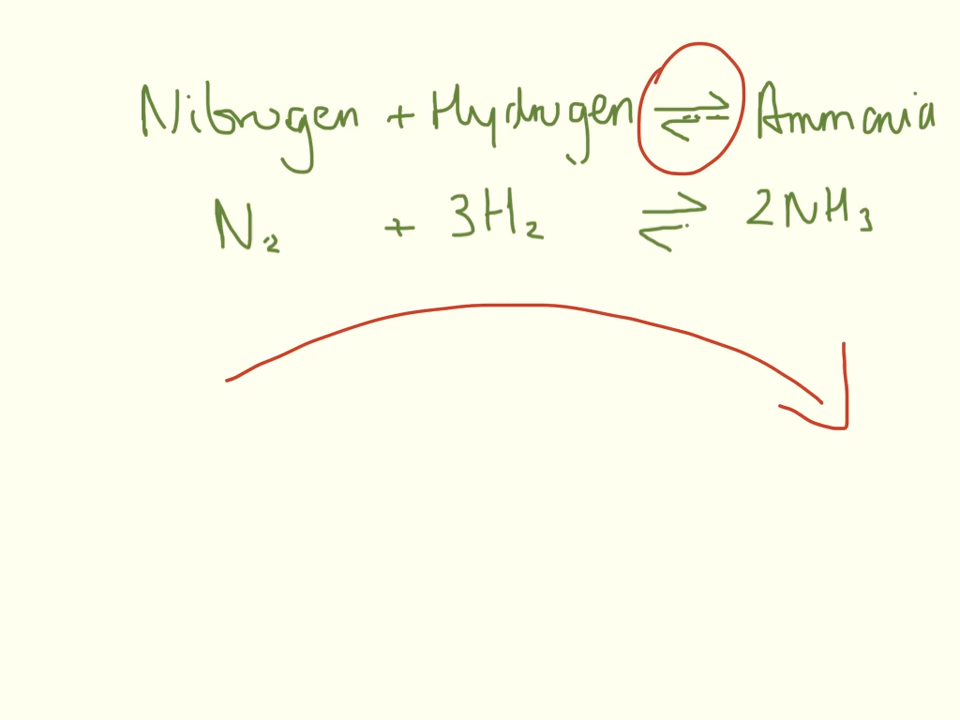 Nitrogen + Hydrogen ⇌ Ammonia
N₂ + 3H₂ ⇌ 2NH₃